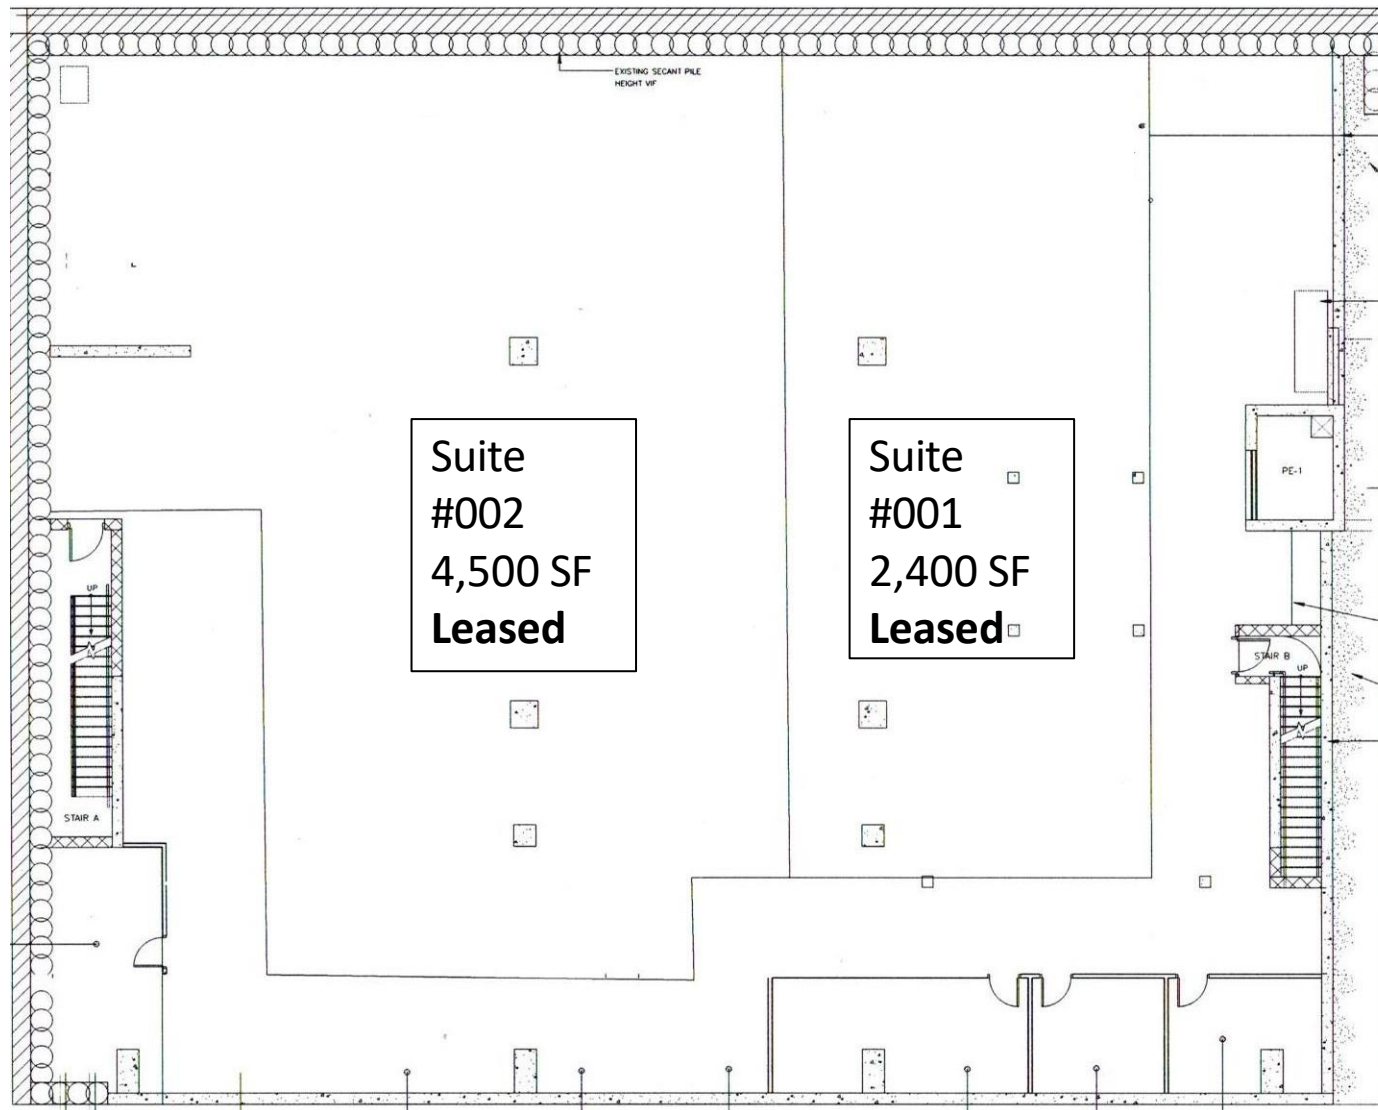 EXISTING SECANT PILE
HEIGHT VIF
Suite
#002
4,500 SF
Leased
Suite
#001
2,400 SF
Leased
PE-1
UP
STAIR A
STAIR B
UP